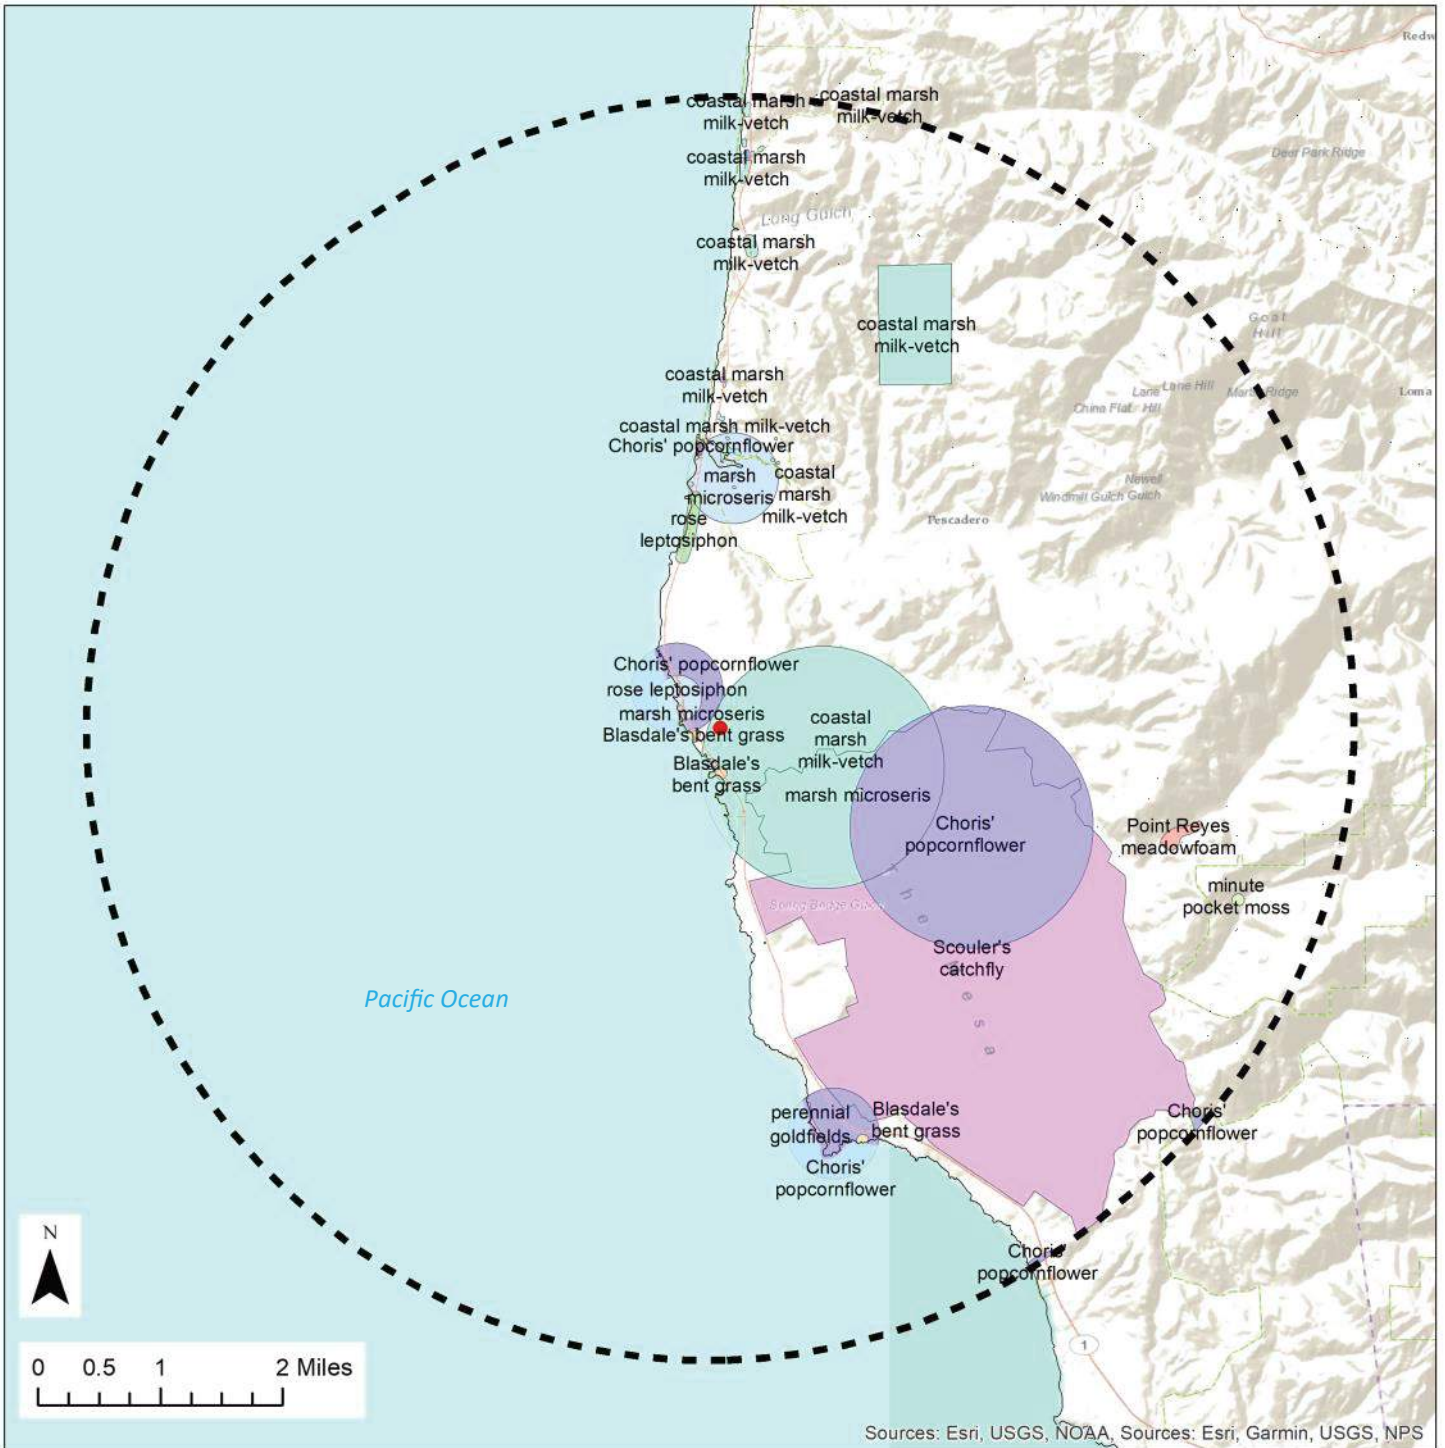 Redw
coastal marsh
milk-vetch
coastal marsh
milk-vetch
coastal marsh
milk-vetch
Deer Park Ridge
Long Gulch
coastal marsh
milk-vetch
coastal marsh
milk-vetch
Goat
Hill
coastal marsh
milk-vetch
Lane Hill
Lane
Hill
China Flat
Ridge
Loma
coastal marsh milk-vetch
Choris' popcornflower
marsh
microseris
coastal
marsh
milk-vetch
Newell
Gulch
Windmill Gulch
rose
leptosiphon
Pescadero
Choris' popcornflower
rose leptosiphon
marsh microseris
Blasdale's bent grass
Blasdale's
bent grass
coastal
marsh
milk-vetch
marsh microseris
Choris'
popcornflower
Point Reyes
meadowfoam
minute
pocket moss
Scouler's
catchfly
Pacific Ocean
perennial
goldfields
Blasdale's
bent grass
Choris'
popcornflower
Choris'
popcornflower
Choris'
popcornflower
1
N
0 0.5 1 2 Miles
Sources: Esri, USGS, NOAA, Sources: Esri, Garmin, USGS, NPS